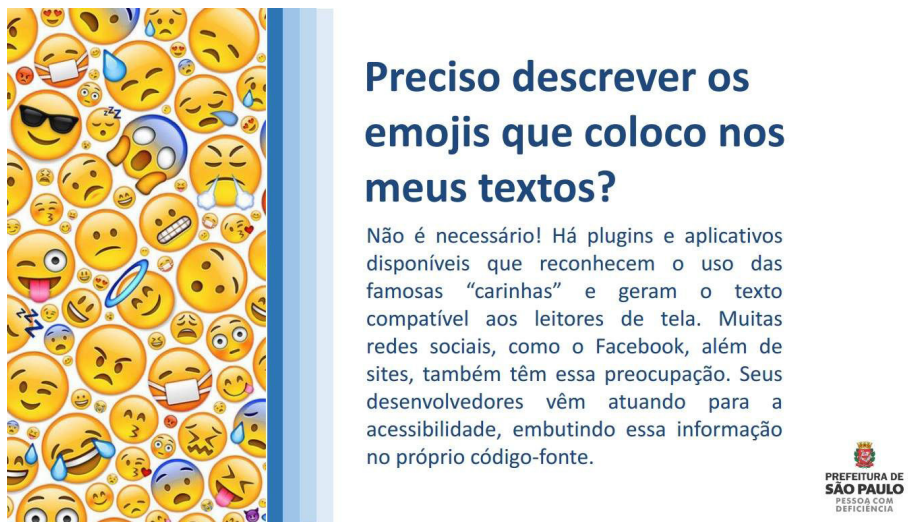 Preciso descrever os
emojis que coloco nos
meus textos?
Não é necessário! Há plugins e aplicativos
disponíveis que reconhecem o uso das
famosas “carinhas” e geram o texto
compatível aos leitores de tela. Muitas
redes sociais, como o Facebook, além de
sites, também têm essa preocupação. Seus
desenvolvedores vêm atuando para a
acessibilidade, embutindo essa informação
no próprio código-fonte.
PREFEITURA DE
SÃO PAULO
PESSOA COM
DEFICIÊNCIA